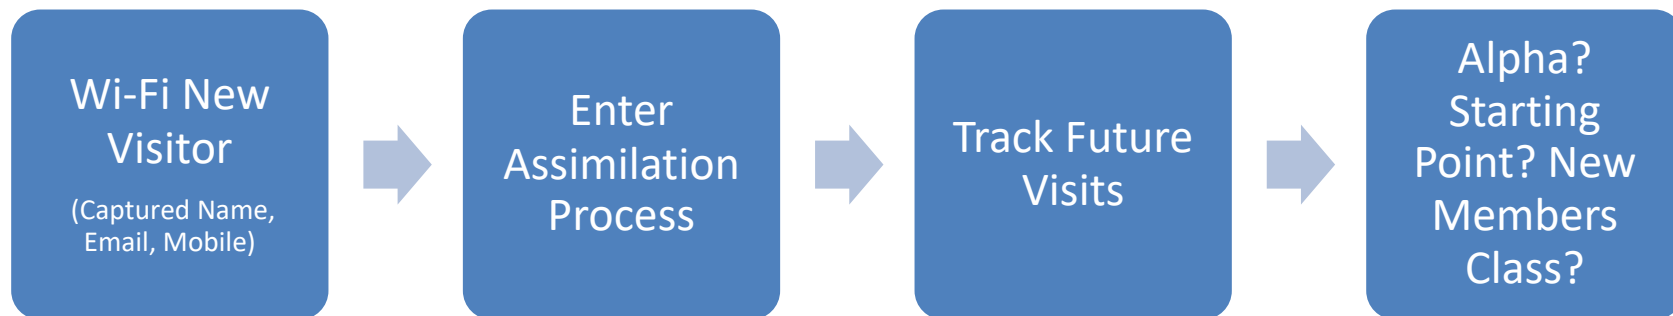 Wi-Fi New
Visitor
(Captured Name,
Email, Mobile)
Enter
Assimilation
Process
Track Future
Visits
Alpha?
Starting
Point? New
Members
Class?